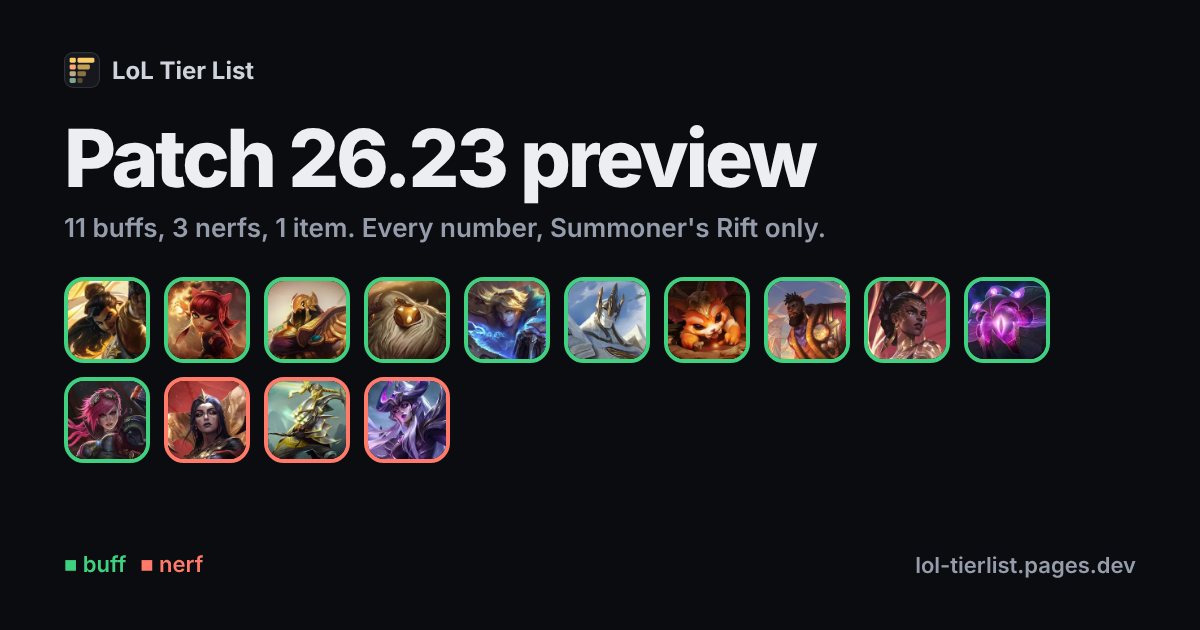 LoL Tier List
Patch 26.23 preview
11 buffs, 3 nerfs, 1 item. Every number, Summoner's Rift only.
buff nerf
lol-tierlist.pages.dev